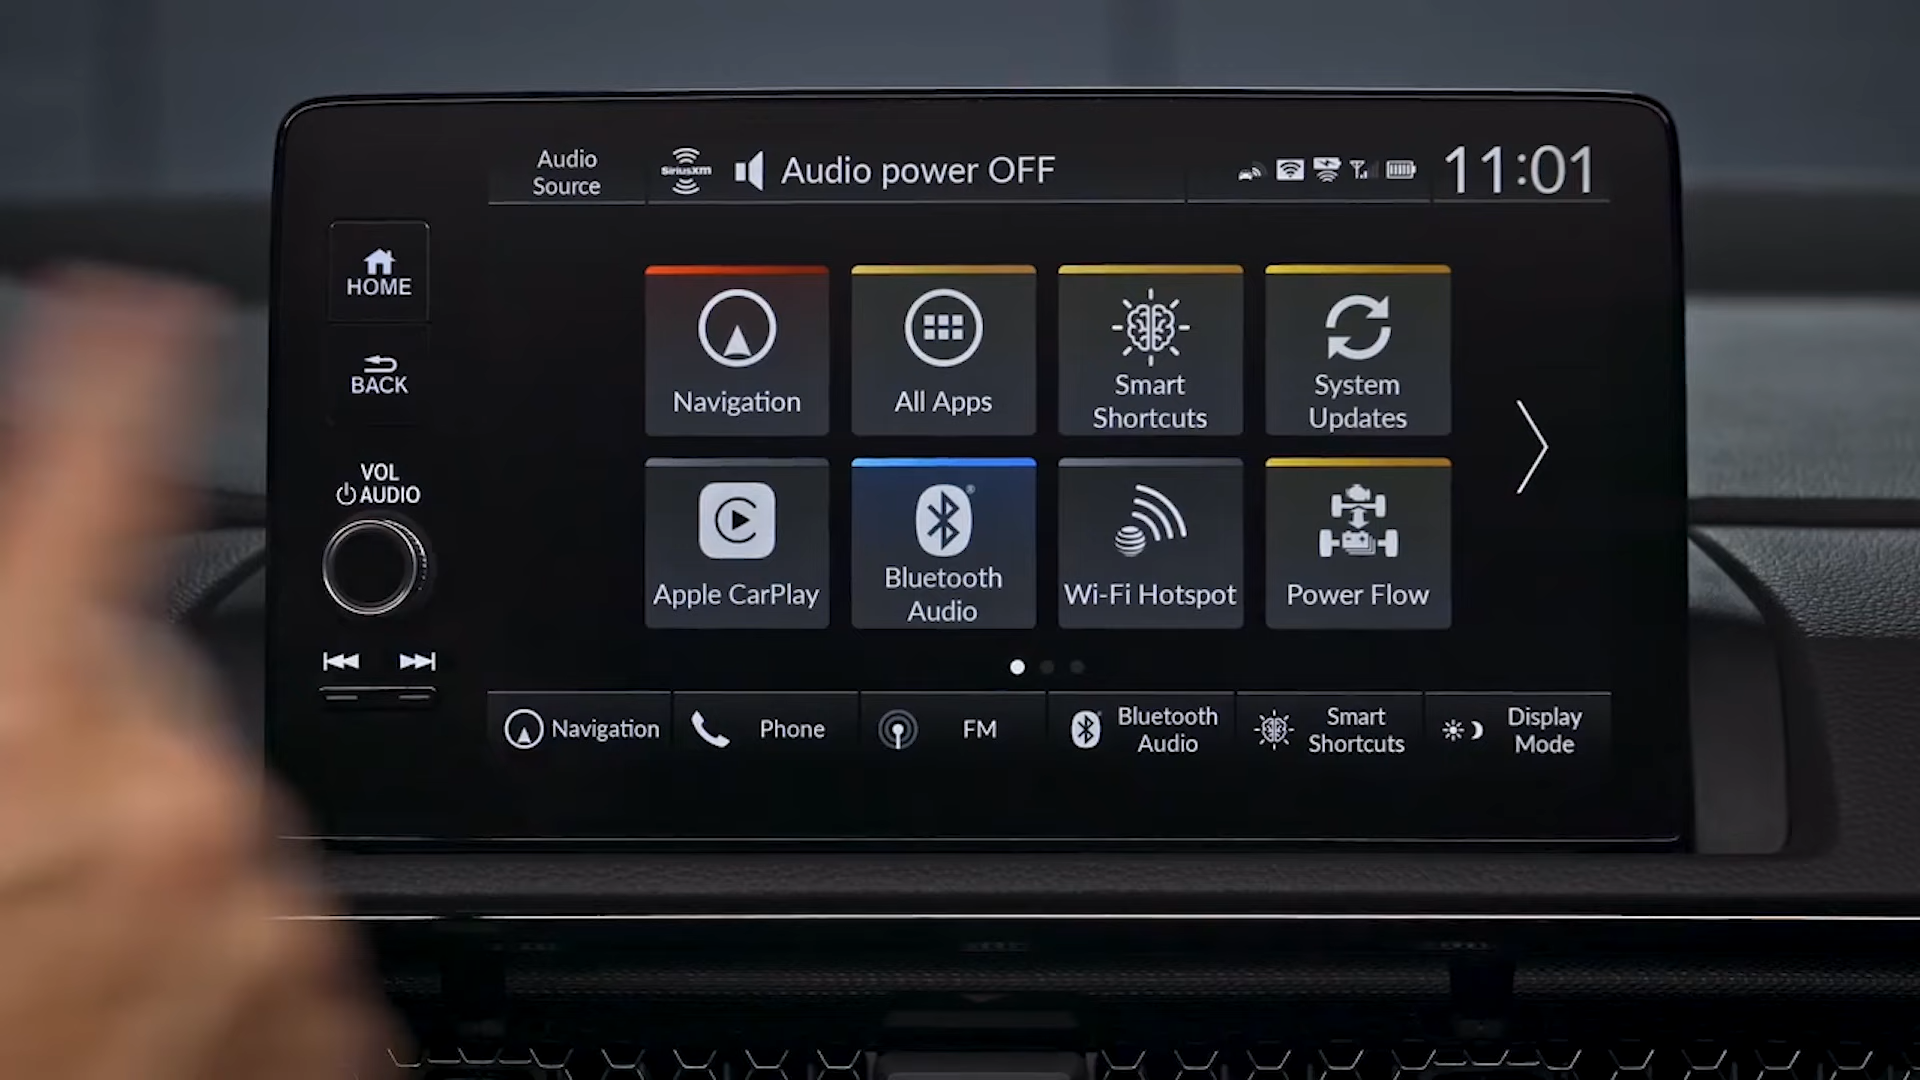 Audio
Source
SiriusXM
Audio power OFF
11:01
HOME
BACK
VOL
AUDIO
Navigation
All Apps
Smart
Shortcuts
System
Updates
Apple CarPlay
Bluetooth
Audio
Wi-Fi Hotspot
Power Flow
Navigation
Phone
FM
Bluetooth
Audio
Smart
Shortcuts
Display
Mode